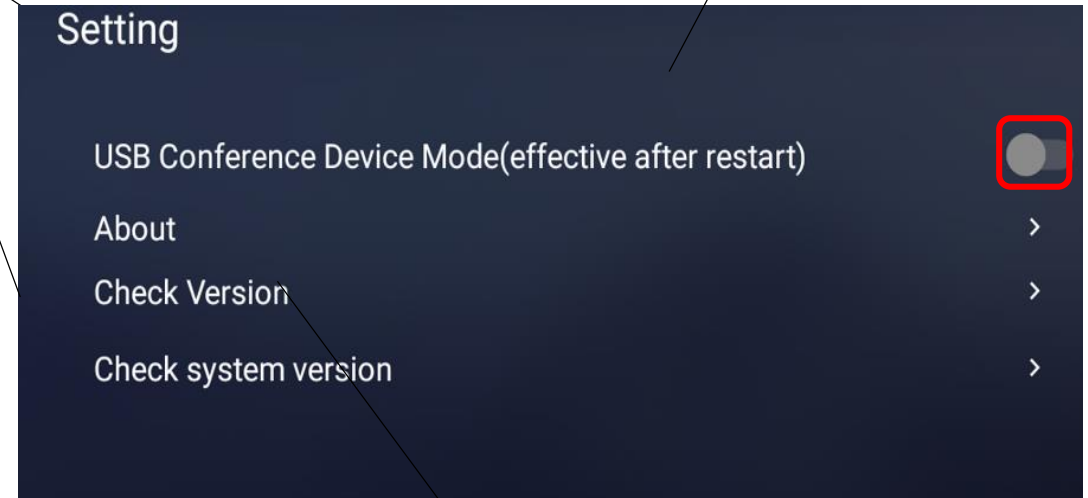 Setting
USB Conference Device Mode(effective after restart)
About
Check Version
Check system version